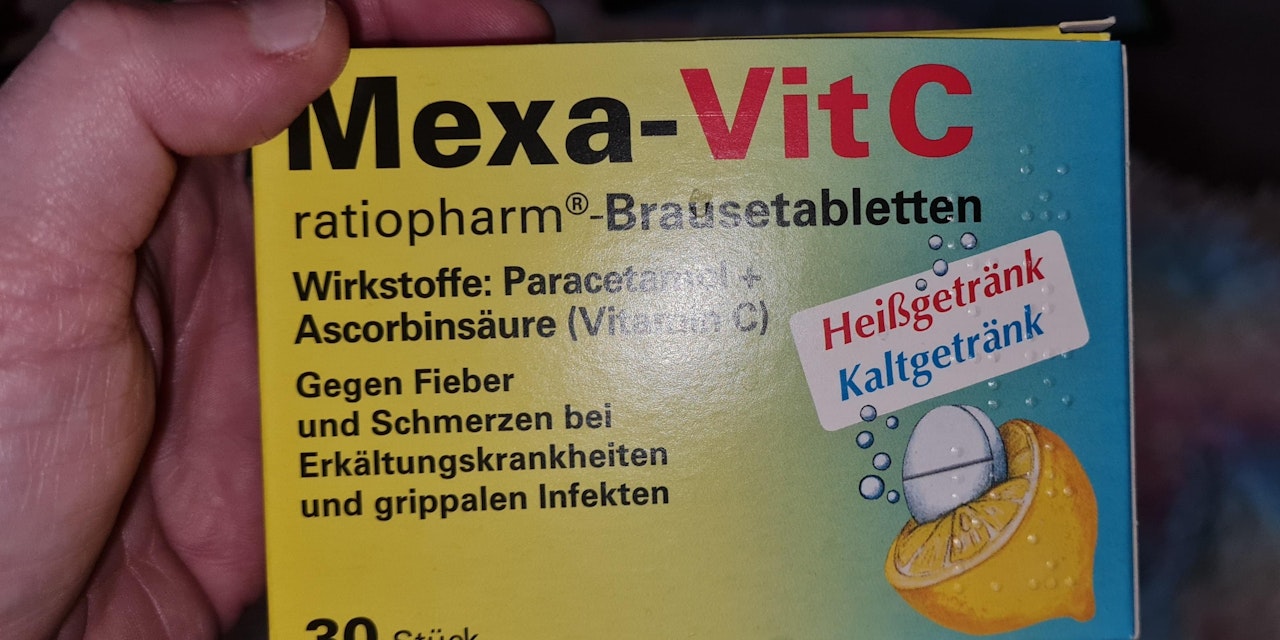 Mexa-Vit C
ratiopharm®-Brausetabletten
Wirkstoffe: Paracetamol +
Ascorbinsäure (Vitamin C)
Gegen Fieber
und Schmerzen bei
Erkältungskrankheiten
und grippalen Infekten
Heißgetränk
Kaltgetränk
30 Stück